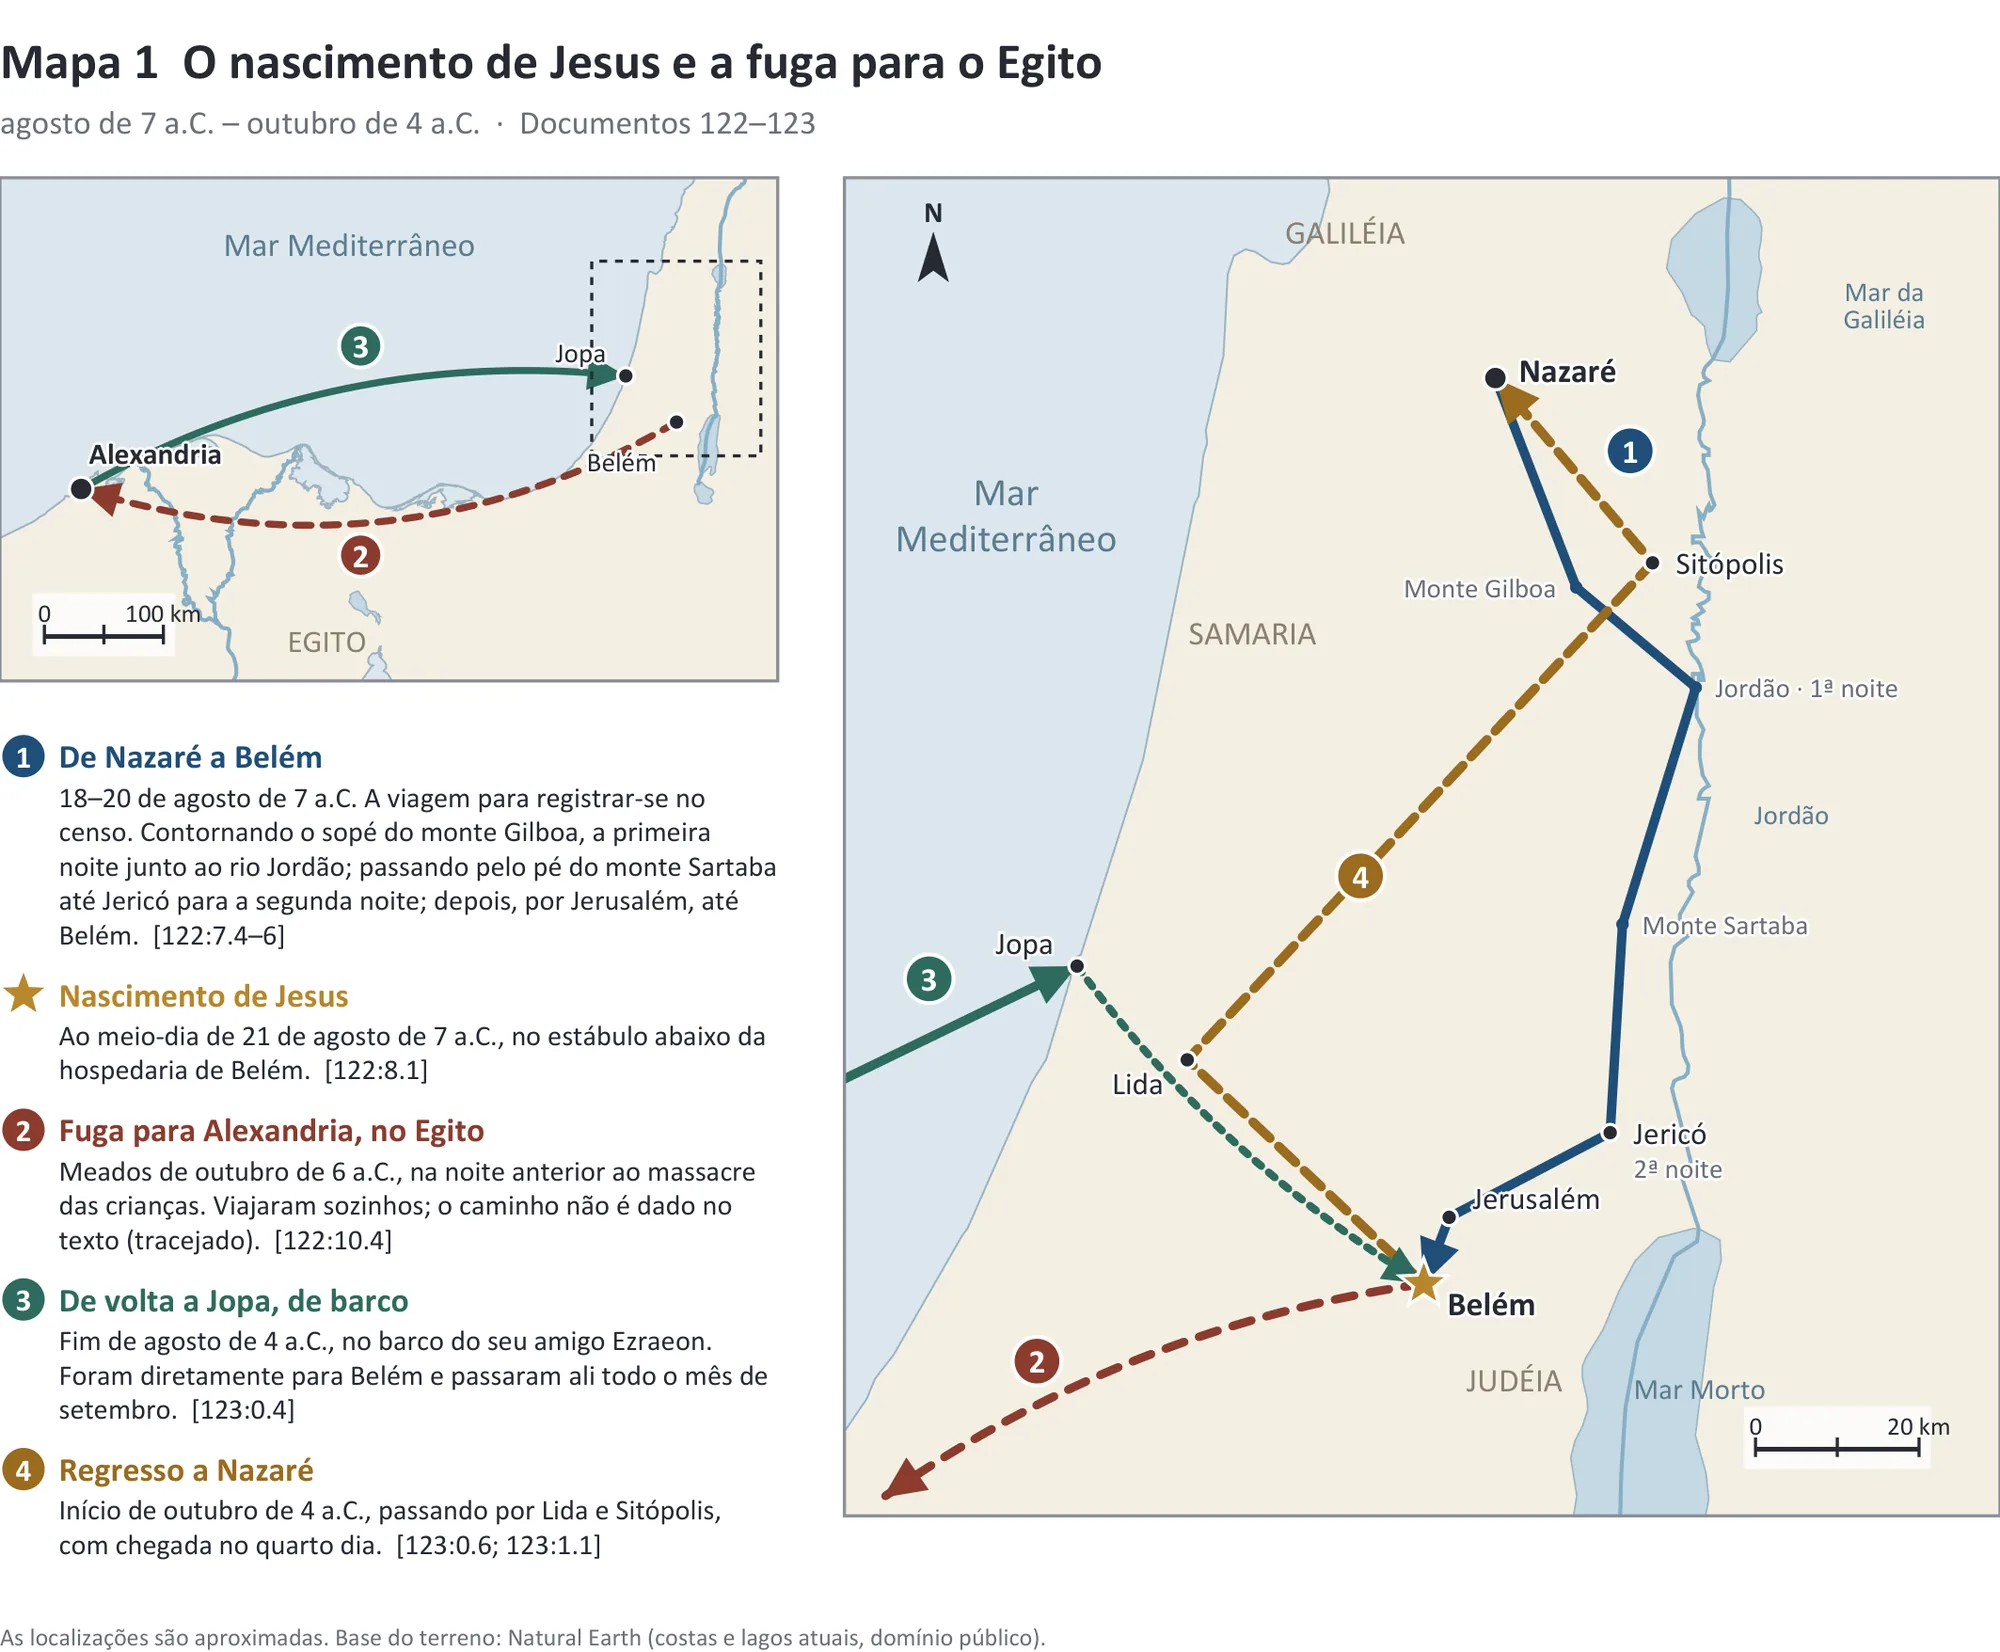 Mapa 1 O nascimento de Jesus e a fuga para o Egito
agosto de 7 a.C. – outubro de 4 a.C. · Documentos 122–123
Mar Mediterrâneo
3
Jopa
Alexandria
Belém
2
0 100 km
EGITO
1 De Nazaré a Belém
18–20 de agosto de 7 a.C. A viagem para registrar-se no
censo. Contornando o sopé do monte Gilboa, a primeira
noite junto ao rio Jordão; passando pelo pé do monte Sartaba
até Jericó para a segunda noite; depois, por Jerusalém, até
Belém. [122:7.4–6]
Nascimento de Jesus
Ao meio-dia de 21 de agosto de 7 a.C., no estábulo abaixo da
hospedaria de Belém. [122:8.1]
2 Fuga para Alexandria, no Egito
Meados de outubro de 6 a.C., na noite anterior ao massacre
das crianças. Viajaram sozinhos; o caminho não é dado no
texto (tracejado). [122:10.4]
3 De volta a Jopa, de barco
Fim de agosto de 4 a.C., no barco do seu amigo Ezraeon.
Foram diretamente para Belém e passaram ali todo o mês de
setembro. [123:0.4]
4 Regresso a Nazaré
Início de outubro de 4 a.C., passando por Lida e Sitópolis,
com chegada no quarto dia. [123:0.6; 123:1.1]
N
GALILÉIA
Mar da
Galiléia
Nazaré
1
Mar
Mediterrâneo
Sitópolis
Monte Gilboa
SAMARIA
Jordão · 1ª noite
Jordão
4
Monte Sartaba
Jopa
3
Lida
Jericó
2ª noite
Jerusalém
Belém
2
JUDÉIA
Mar Morto
0 20 km
As localizações são aproximadas. Base do terreno: Natural Earth (costas e lagos atuais, domínio público).